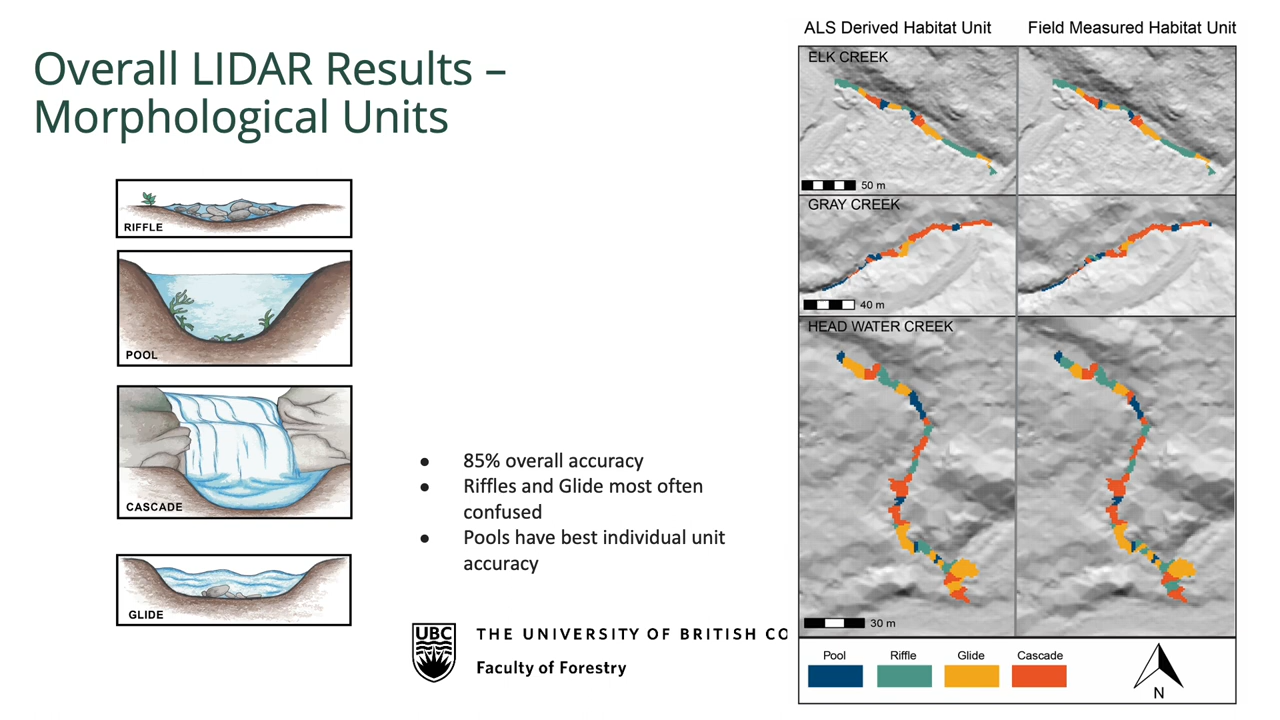 Overall LIDAR Results –
Morphological Units
RIFFLE
POOL
CASCADE
GLIDE
● 85% overall accuracy
● Riffles and Glide most often
confused
● Pools have best individual unit
accuracy
UBC
THE UNIVERSITY OF BRITISH CO
Faculty of Forestry
ALS Derived Habitat Unit
Field Measured Habitat Unit
ELK CREEK
50 m
GRAY CREEK
40 m
HEAD WATER CREEK
30 m
Pool Riffle Glide Cascade
N